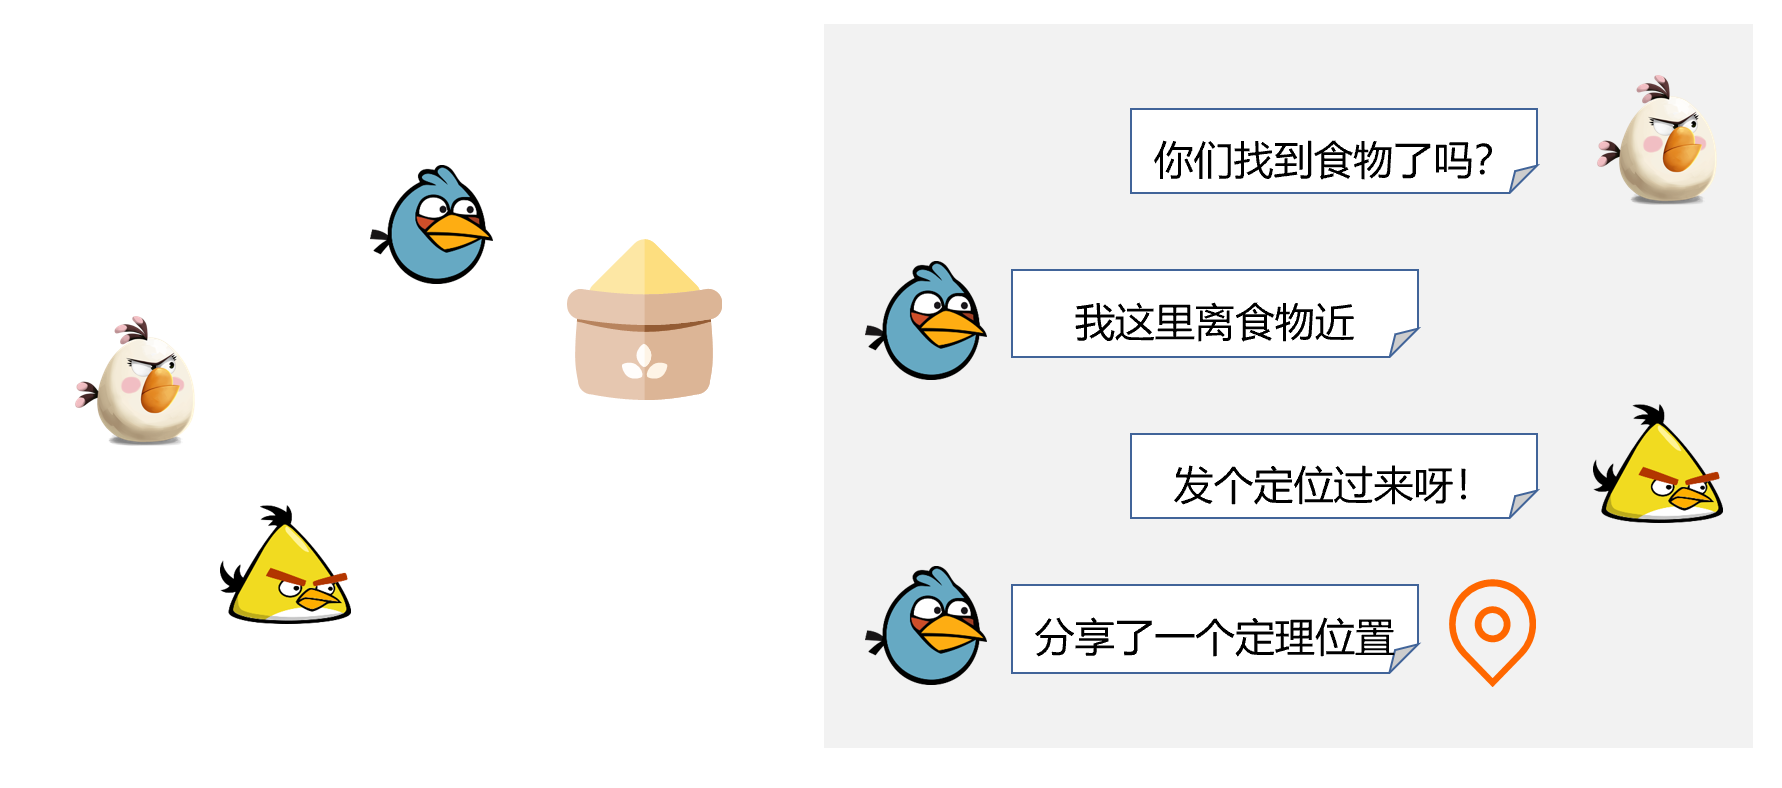 你们找到食物了吗？
我这里离食物近
发个定位过来呀！
分享了一个定理位置